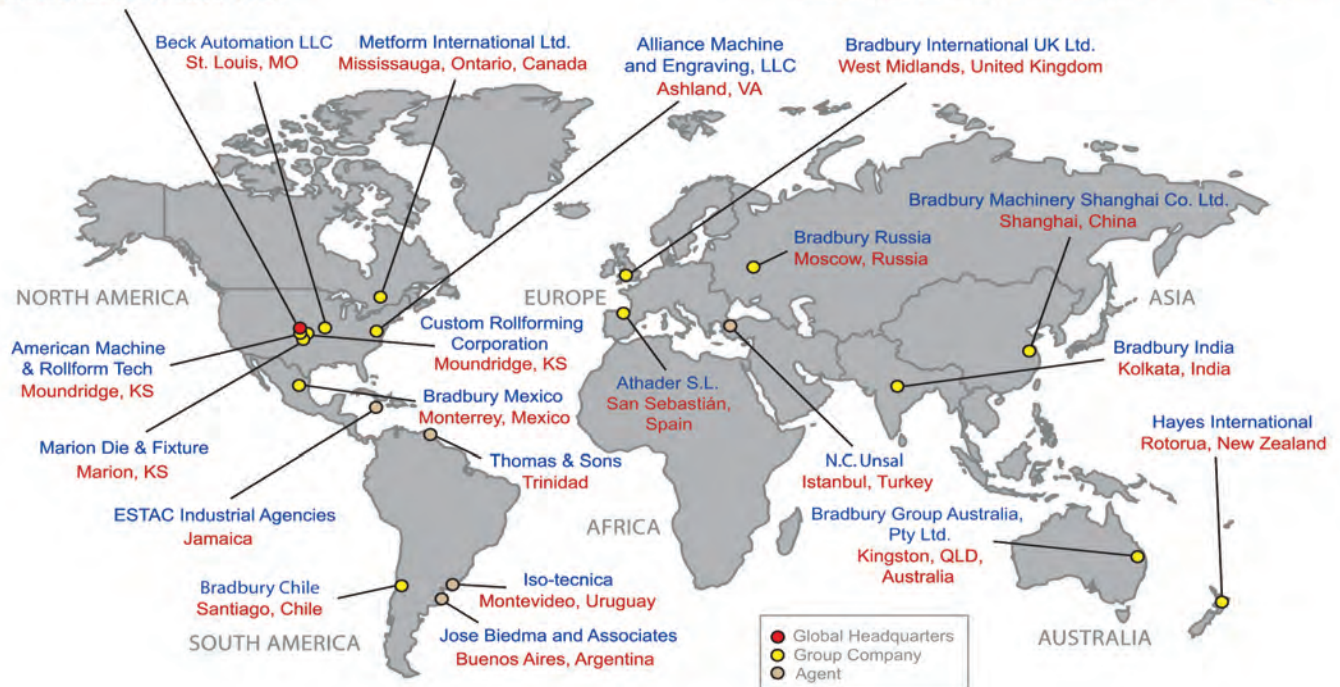 Beck Automation LLC
St. Louis, MO
Metform International Ltd.
Mississauga, Ontario, Canada
Alliance Machine
and Engraving, LLC
Ashland, VA
Bradbury International UK Ltd.
West Midlands, United Kingdom
Bradbury Machinery Shanghai Co. Ltd.
Shanghai, China
Bradbury Russia
Moscow, Russia
NORTH AMERICA
EUROPE
ASIA
American Machine
& Rollform Tech
Moundridge, KS
Custom Rollforming
Corporation
Moundridge, KS
Bradbury India
Kolkata, India
Athader S.L.
San Sebastián,
Spain
Bradbury Mexico
Monterrey, Mexico
Hayes International
Rotorua, New Zealand
Marion Die & Fixture
Marion, KS
Thomas & Sons
Trinidad
N.C. Unsal
Istanbul, Turkey
ESTAC Industrial Agencies
Jamaica
AFRICA
Bradbury Group Australia,
Pty Ltd.
Kingston, QLD,
Australia
Bradbury Chile
Santiago, Chile
Iso-tecnica
Montevideo, Uruguay
SOUTH AMERICA
Jose Biedma and Associates
Buenos Aires, Argentina
AUSTRALIA
Global Headquarters
Group Company
Agent